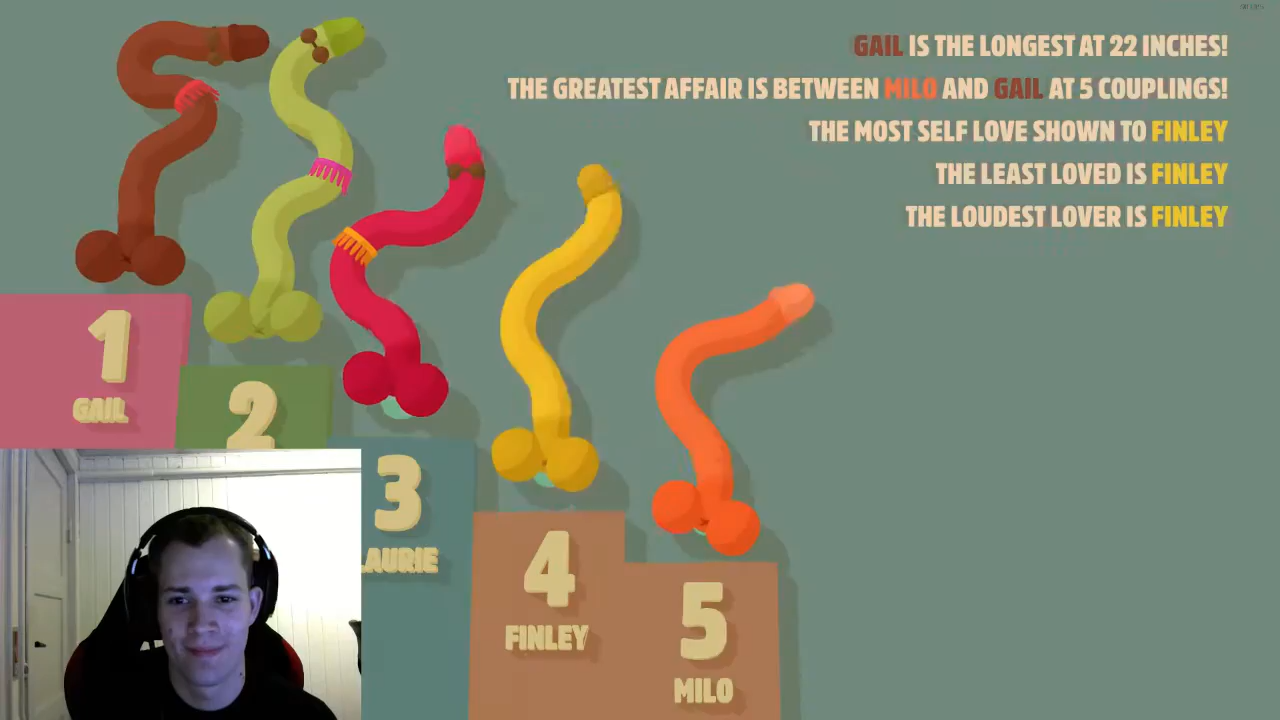 GAIL IS THE LONGEST AT 22 INCHES!
THE GREATEST AFFAIR IS BETWEEN MILO AND GAIL AT 5 COUPLINGS!
THE MOST SELF LOVE SHOWN TO FINLEY
THE LEAST LOVED IS FINLEY
THE LOUDEST LOVER IS FINLEY
1
GAIL
2
3
LAURIE
4
FINLEY
5
MILO